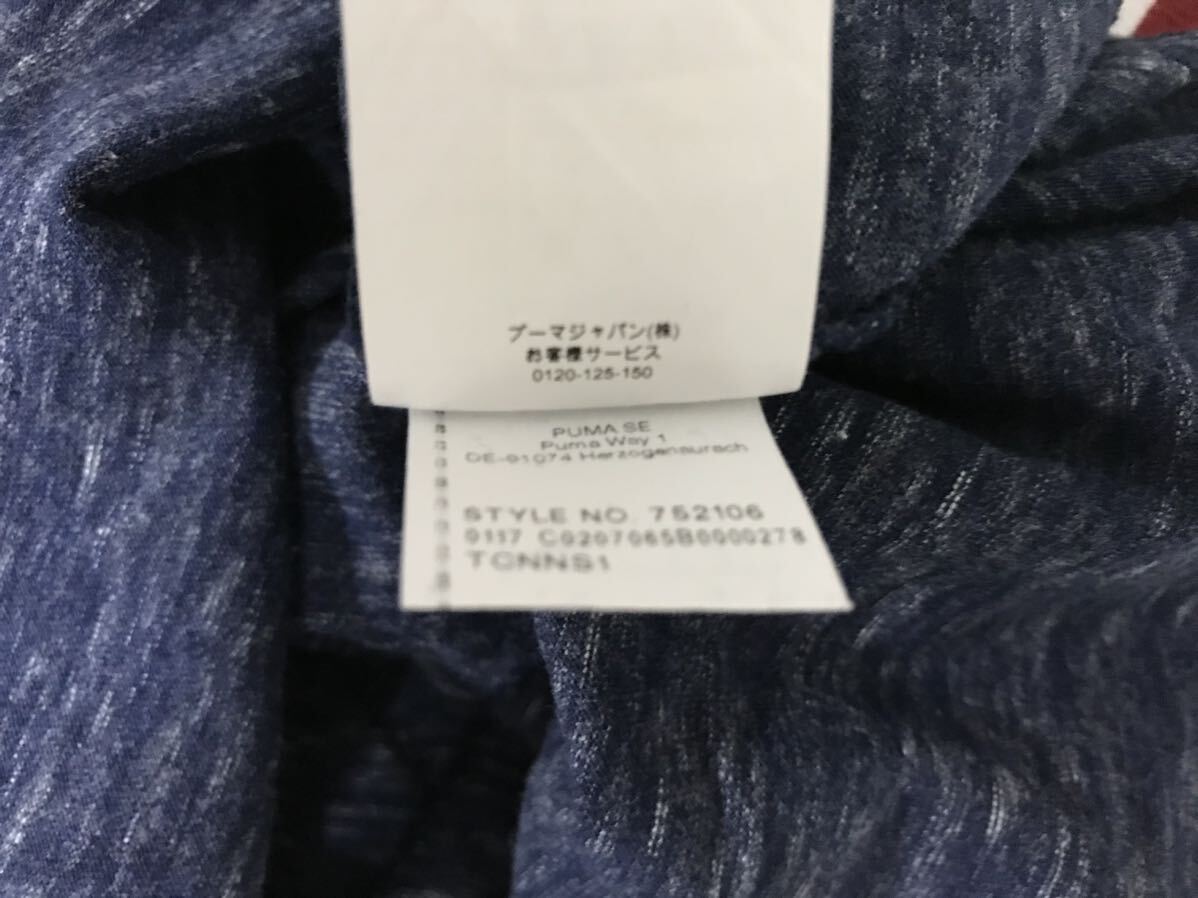 プーマジャパン(株)
お客様サービス
0120-125-150
PUMA SE
Puma Way 1
DE-91074 Herzogenaurach
STYLE NO. 752106
0117 C0207065B0000278
TCNNS1